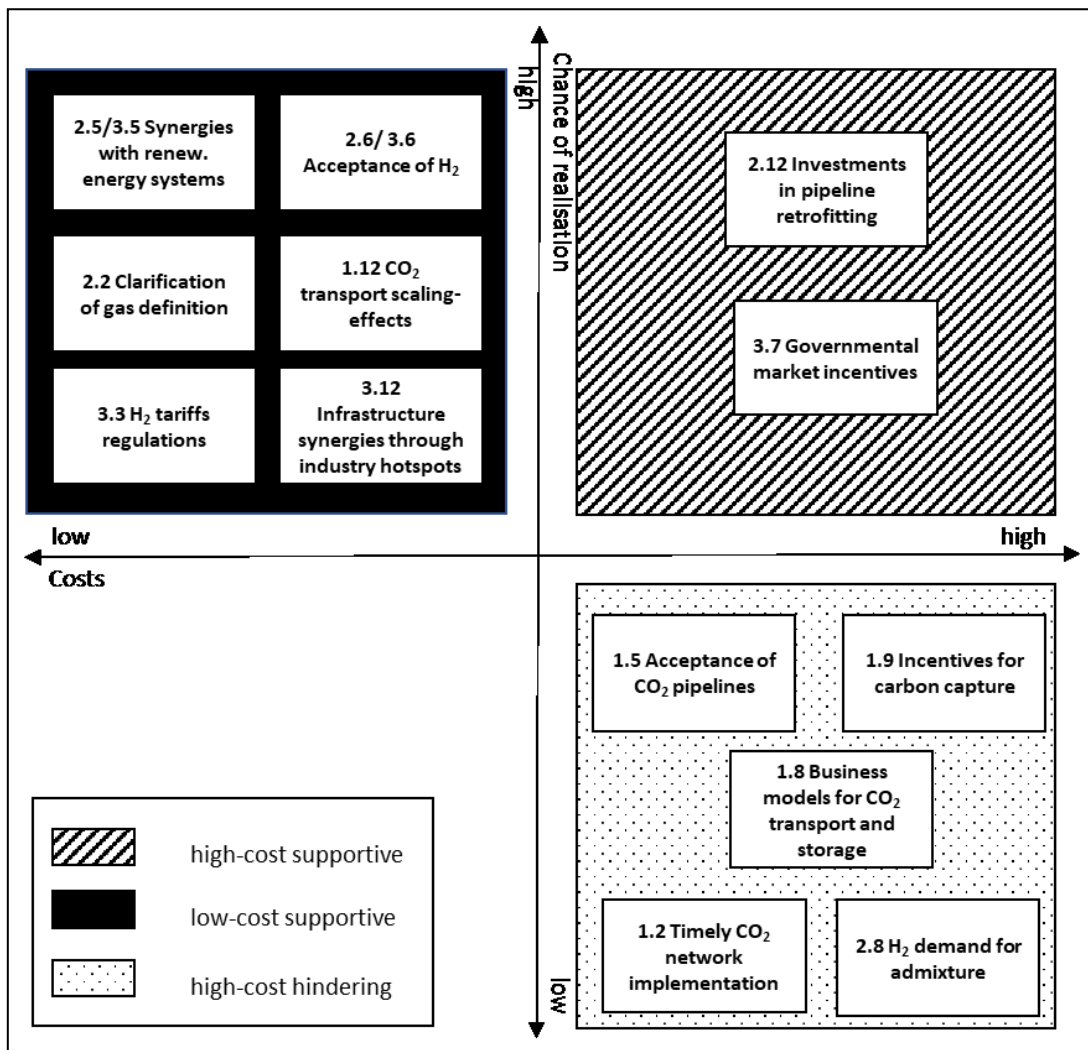 high
Chance of realisation
2.5/3.5 Synergies
with renew.
energy systems
2.6/ 3.6
Acceptance of H₂
2.2 Clarification
of gas definition
1.12 CO₂
transport scaling-
effects
3.3 H₂ tariffs
regulations
3.12
Infrastructure
synergies through
industry hotspots
2.12 Investments
in pipeline
retrofitting
3.7 Governmental
market incentives
low
high
Costs
1.5 Acceptance of
CO₂ pipelines
1.9 Incentives for
carbon capture
1.8 Business
models for CO₂
transport and
storage
1.2 Timely CO₂
network
implementation
2.8 H₂ demand for
admixture
low
high-cost supportive
low-cost supportive
high-cost hindering